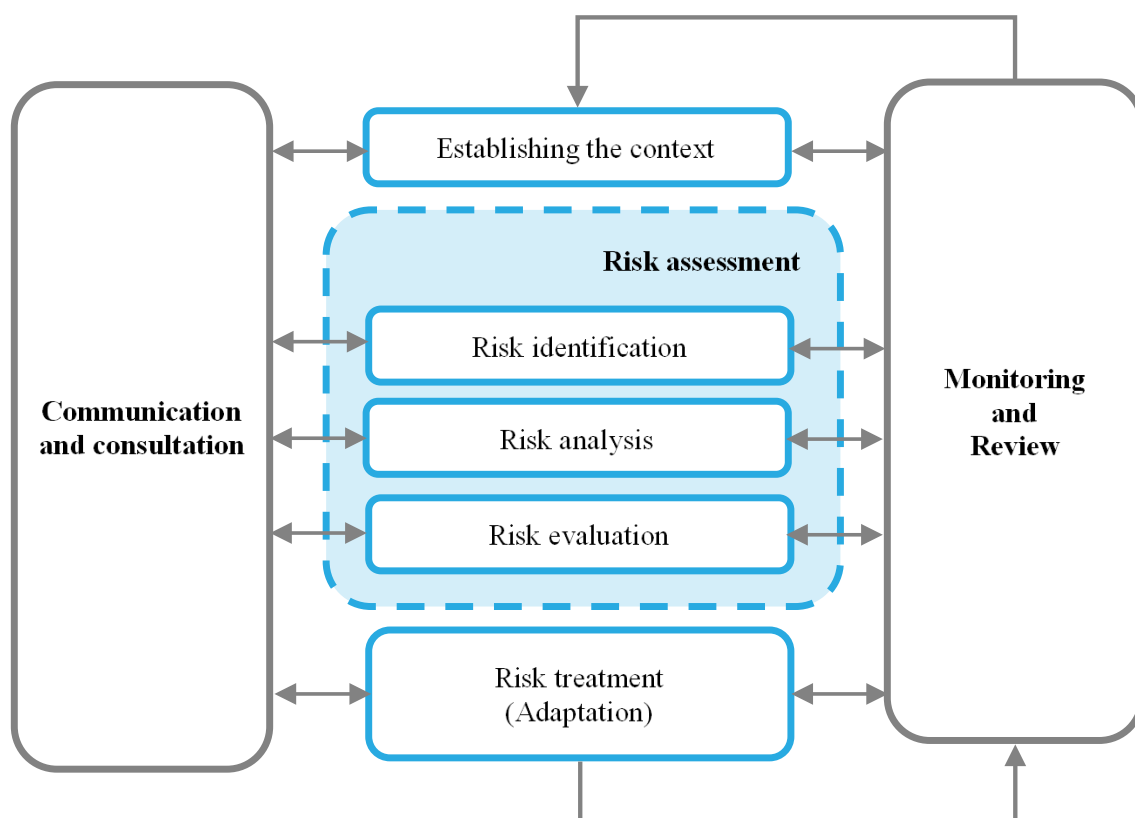 Establishing the context
Risk assessment
Risk identification
Risk analysis
Risk evaluation
Risk treatment
(Adaptation)
Communication
and consultation
Monitoring
and
Review